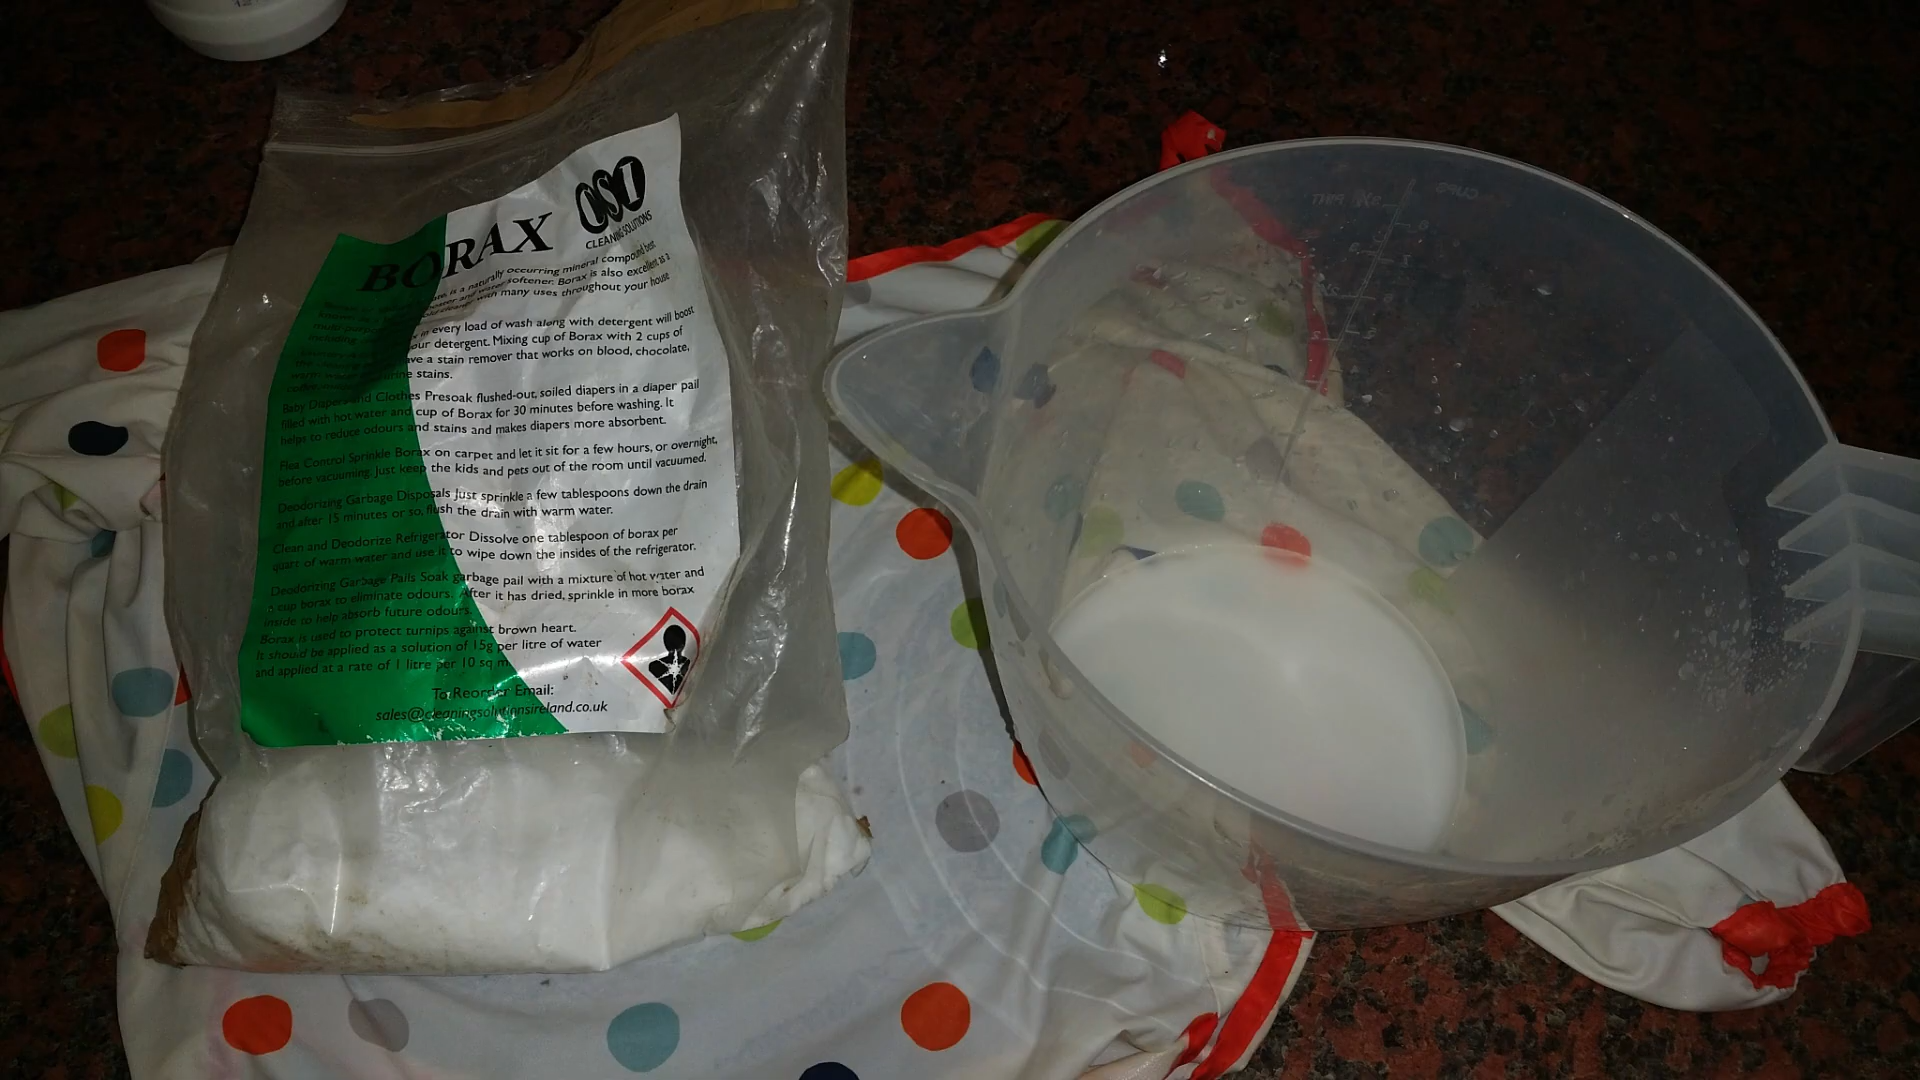 BORAX
CSI
CLEANING SOLUTIONS
is a naturally occurring mineral compound best
booster and water softener. Borax is also excellent as a
cleaner with many uses throughout your house
in every load of wash along with detergent will boost
our detergent. Mixing cup of Borax with 2 cups of
ave a stain remover that works on blood, chocolate,
urine stains.
Baby Diapers and Clothes Presoak flushed-out, soiled diapers in a diaper pail
filled with hot water and cup of Borax for 30 minutes before washing. It
helps to reduce odours and stains and makes diapers more absorbent.
Flea Control Sprinkle Borax on carpet and let it sit for a few hours, or overnight,
before vacuuming. Just keep the kids and pets out of the room until vacuumed.
Deodorizing Garbage Disposals Just sprinkle a few tablespoons down the drain
and after 15 minutes or so, flush the drain with warm water.
Clean and Deodorize Refrigerator Dissolve one tablespoon of borax per
quart of warm water and use it to wipe down the insides of the refrigerator.
Deodorizing Garbage Pails Soak garbage pail with a mixture of hot water and
cup borax to eliminate odours. After it has dried, sprinkle in more borax
inside to help absorb future odours.
Borax is used to protect turnips against brown heart.
It should be applied as a solution of 15g per litre of water
and applied at a rate of 1 litre per 10 sq m
To Reorder Email:
sales@cleaningsolutionsireland.co.uk
CUPS